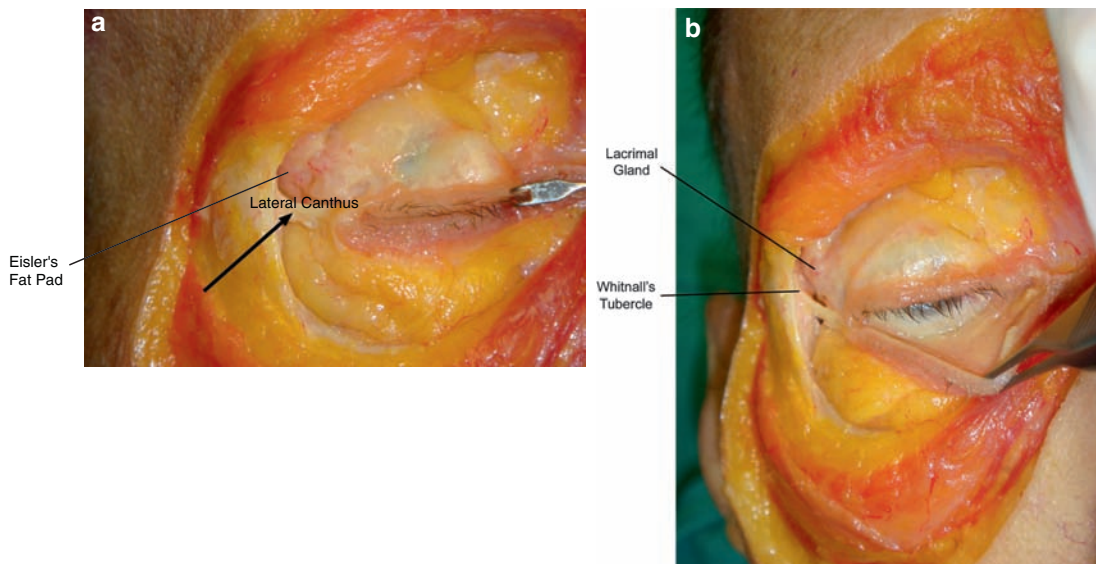 a
Lateral Canthus
Eisler's
Fat Pad
b
Lacrimal
Gland
Whitnall's
Tubercle